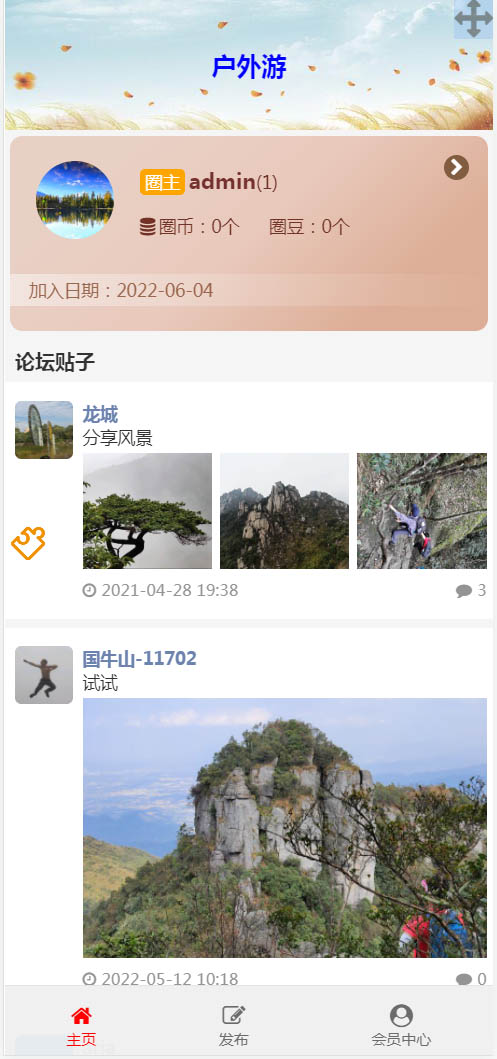 户外游
圈主 admin(1)
圈币：0个 圈豆：0个
加入日期：2022-06-04
论坛贴子
龙城
分享风景
2021-04-28 19:38 3
国牛山-11702
试试
2022-05-12 10:18 0
主页 发布 会员中心